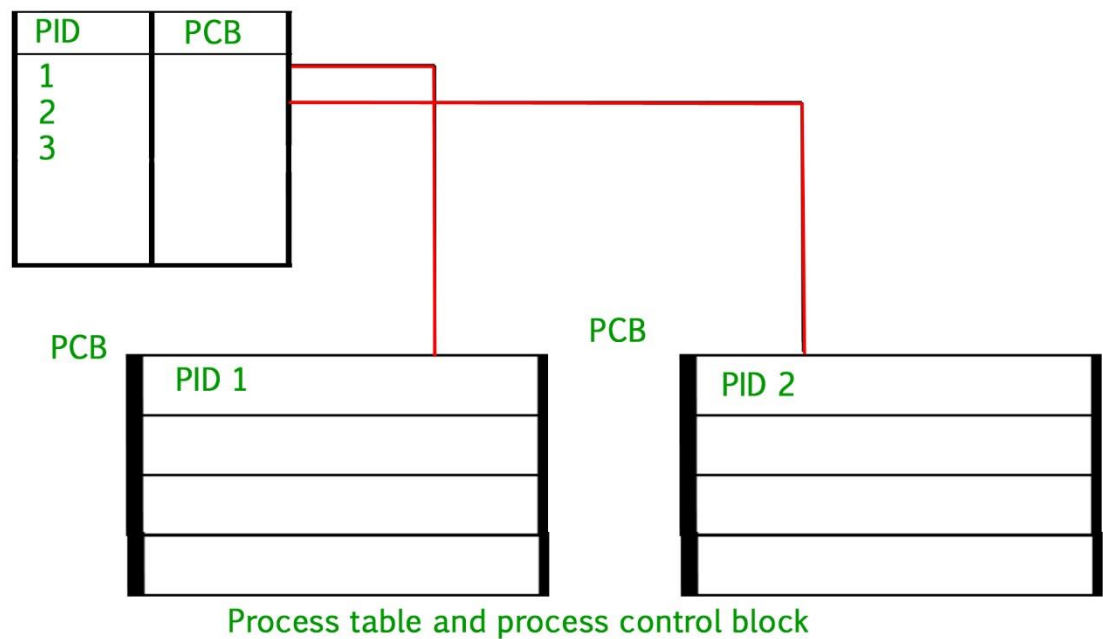 PID PCB
1
2
3
PCB
PID 1
PCB
PID 2
Process table and process control block